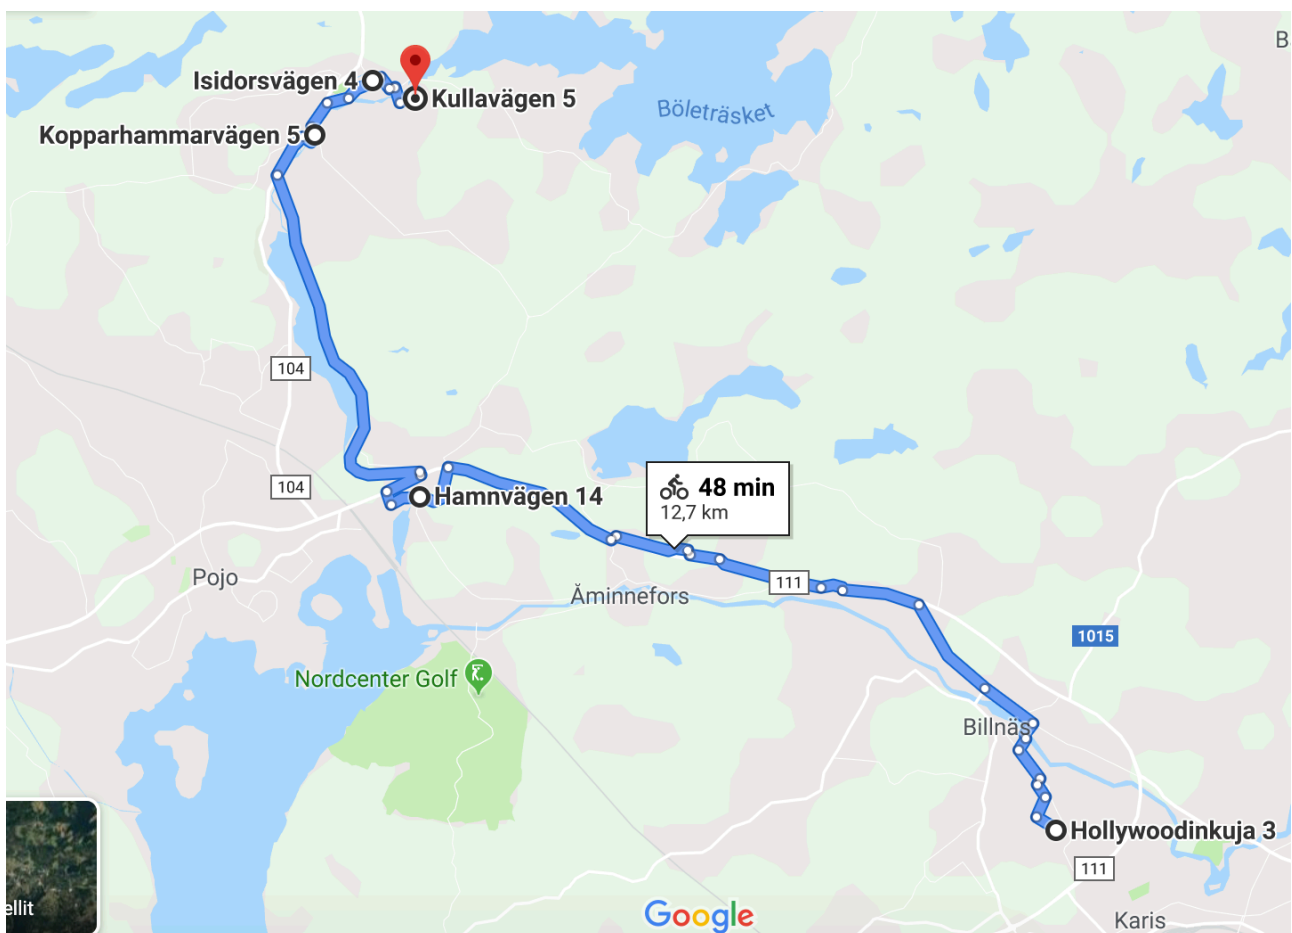 Isidorsvägen 4
Kullavägen 5
Böleträsket
Kopparhammarvägen 5
104
104
Hamnvägen 14
48 min
12,7 km
Pojo
Åminnefors
111
1015
Nordcenter Golf
Billnäs
Hollywoodinkuja 3
111
ellit
Google
Karis